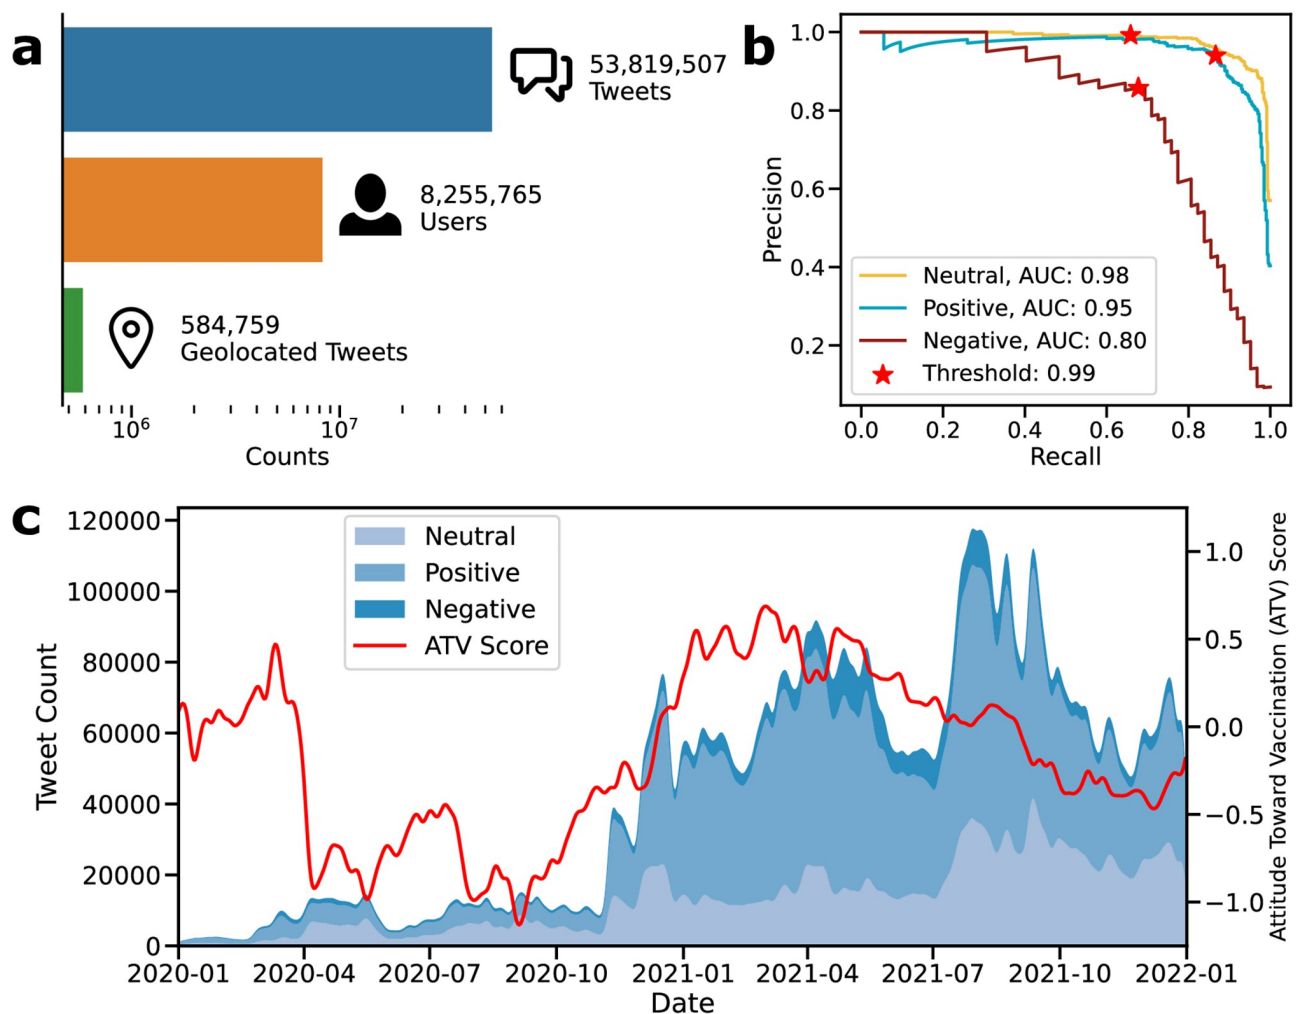 a
53,819,507
Tweets
8,255,765
Users
584,759
Geolocated Tweets
10^6
10^7
Counts
b
Precision
1.0
0.8
0.6
0.4
0.2
Neutral, AUC: 0.98
Positive, AUC: 0.95
Negative, AUC: 0.80
Threshold: 0.99
0.0 0.2 0.4 0.6 0.8 1.0
Recall
c
Tweet Count
120000
100000
80000
60000
40000
20000
0
Neutral
Positive
Negative
ATV Score
1.0
0.5
0.0
−0.5
−1.0
Attitude Toward Vaccination (ATV) Score
2020-01 2020-04 2020-07 2020-10 2021-01 2021-04 2021-07 2021-10 2022-01
Date